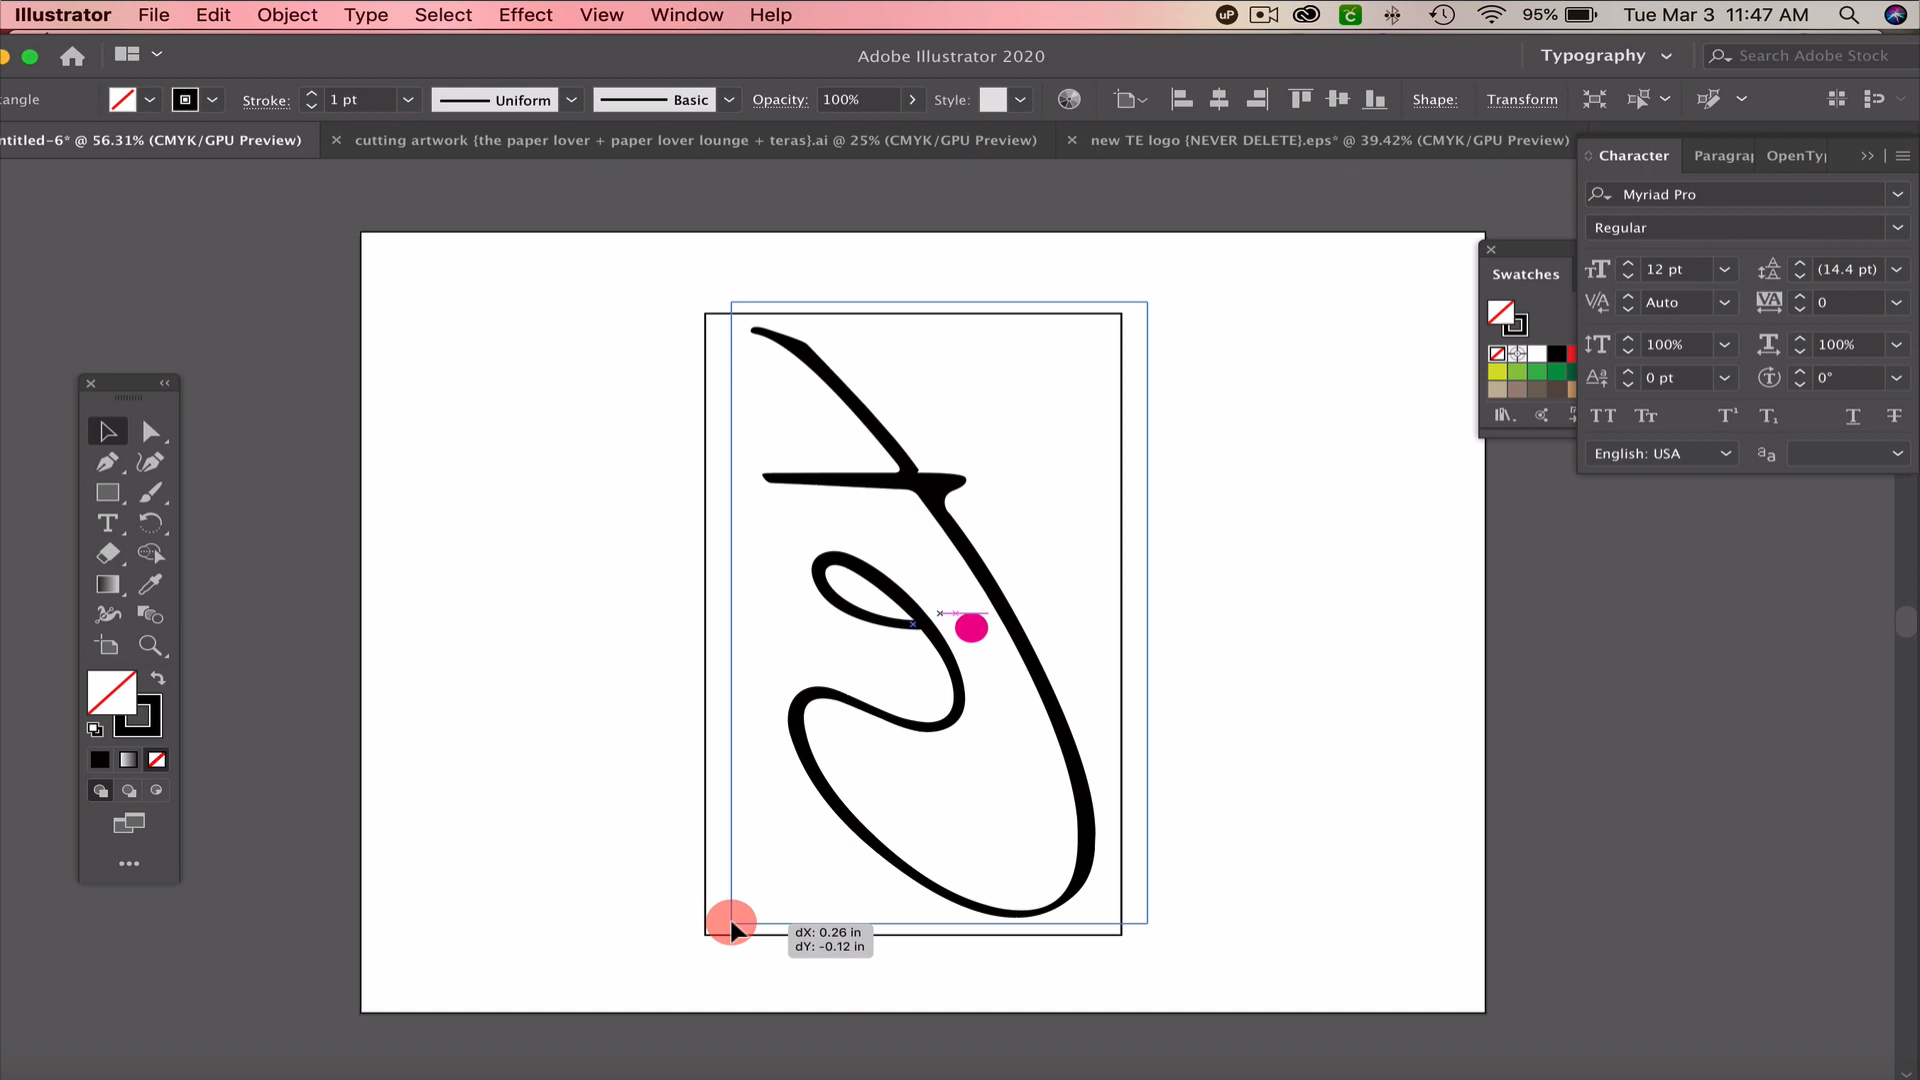 Illustrator File Edit Object Type Select Effect View Window Help
uP 95% Tue Mar 3 11:47 AM
Adobe Illustrator 2020
Typography
Search Adobe Stock
angle
Stroke: 1 pt Uniform Basic Opacity: 100% Style: Shape: Transform
ntitled-6* @ 56.31% (CMYK/GPU Preview)
cutting artwork {the paper lover + paper lover lounge + teras}.ai @ 25% (CMYK/GPU Preview)
new TE logo {NEVER DELETE}.eps* @ 39.42% (CMYK/GPU Preview)
Character Paragrap OpenTyp
Myriad Pro
Regular
12 pt (14.4 pt)
Auto 0
100% 100%
0 pt 0°
English: USA
Swatches
dX: 0.26 in
dY: -0.12 in